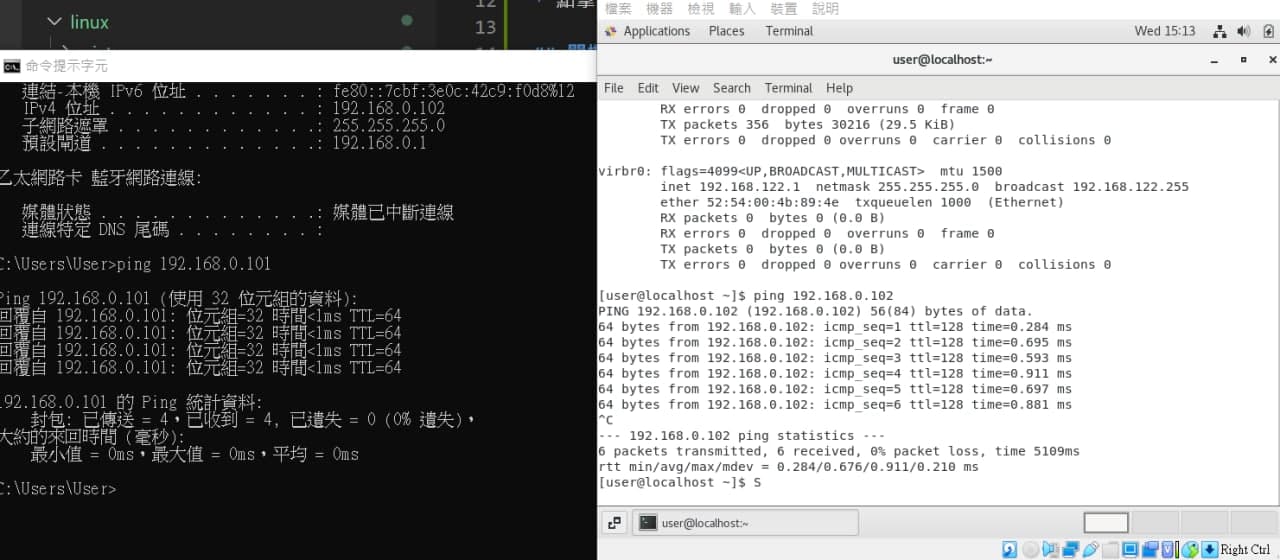 linux
12
13
命令提示字元
連結-本機 IPv6 位址 . . . . . . . : fe80::7cbf:3e0c:42c9:f0d8%12
IPv4 位址 . . . . . . . . . . . . : 192.168.0.102
子網路遮罩 . . . . . . . . . . . .: 255.255.255.0
預設閘道 . . . . . . . . . . . . .: 192.168.0.1
乙太網路卡 藍牙網路連線:
媒體狀態 . . . . . . . . . . . . .: 媒體已中斷連線
連線特定 DNS 尾碼 . . . . . . . . :
C:\Users\User>ping 192.168.0.101
Ping 192.168.0.101 (使用 32 位元組的資料):
回覆自 192.168.0.101: 位元組=32 時間<1ms TTL=64
回覆自 192.168.0.101: 位元組=32 時間<1ms TTL=64
回覆自 192.168.0.101: 位元組=32 時間<1ms TTL=64
回覆自 192.168.0.101: 位元組=32 時間<1ms TTL=64
192.168.0.101 的 Ping 統計資料:
封包: 已傳送 = 4，已收到 = 4, 已遺失 = 0 (0% 遺失)，
大約的來回時間 (毫秒):
最小值 = 0ms，最大值 = 0ms，平均 = 0ms
C:\Users\User>
檔案 機器 檢視 輸入 裝置 說明
Applications Places Terminal Wed 15:13
user@localhost:~
File Edit View Search Terminal Help
RX errors 0 dropped 0 overruns 0 frame 0
TX packets 356 bytes 30216 (29.5 KiB)
TX errors 0 dropped 0 overruns 0 carrier 0 collisions 0
virbr0: flags=4099<UP,BROADCAST,MULTICAST> mtu 1500
inet 192.168.122.1 netmask 255.255.255.0 broadcast 192.168.122.255
ether 52:54:00:4b:89:4e txqueuelen 1000 (Ethernet)
RX packets 0 bytes 0 (0.0 B)
RX errors 0 dropped 0 overruns 0 frame 0
TX packets 0 bytes 0 (0.0 B)
TX errors 0 dropped 0 overruns 0 carrier 0 collisions 0
[user@localhost ~]$ ping 192.168.0.102
PING 192.168.0.102 (192.168.0.102) 56(84) bytes of data.
64 bytes from 192.168.0.102: icmp_seq=1 ttl=128 time=0.284 ms
64 bytes from 192.168.0.102: icmp_seq=2 ttl=128 time=0.695 ms
64 bytes from 192.168.0.102: icmp_seq=3 ttl=128 time=0.593 ms
64 bytes from 192.168.0.102: icmp_seq=4 ttl=128 time=0.911 ms
64 bytes from 192.168.0.102: icmp_seq=5 ttl=128 time=0.697 ms
64 bytes from 192.168.0.102: icmp_seq=6 ttl=128 time=0.881 ms
^C
--- 192.168.0.102 ping statistics ---
6 packets transmitted, 6 received, 0% packet loss, time 5109ms
rtt min/avg/max/mdev = 0.284/0.676/0.911/0.210 ms
[user@localhost ~]$ S
user@localhost:~
Right Ctrl